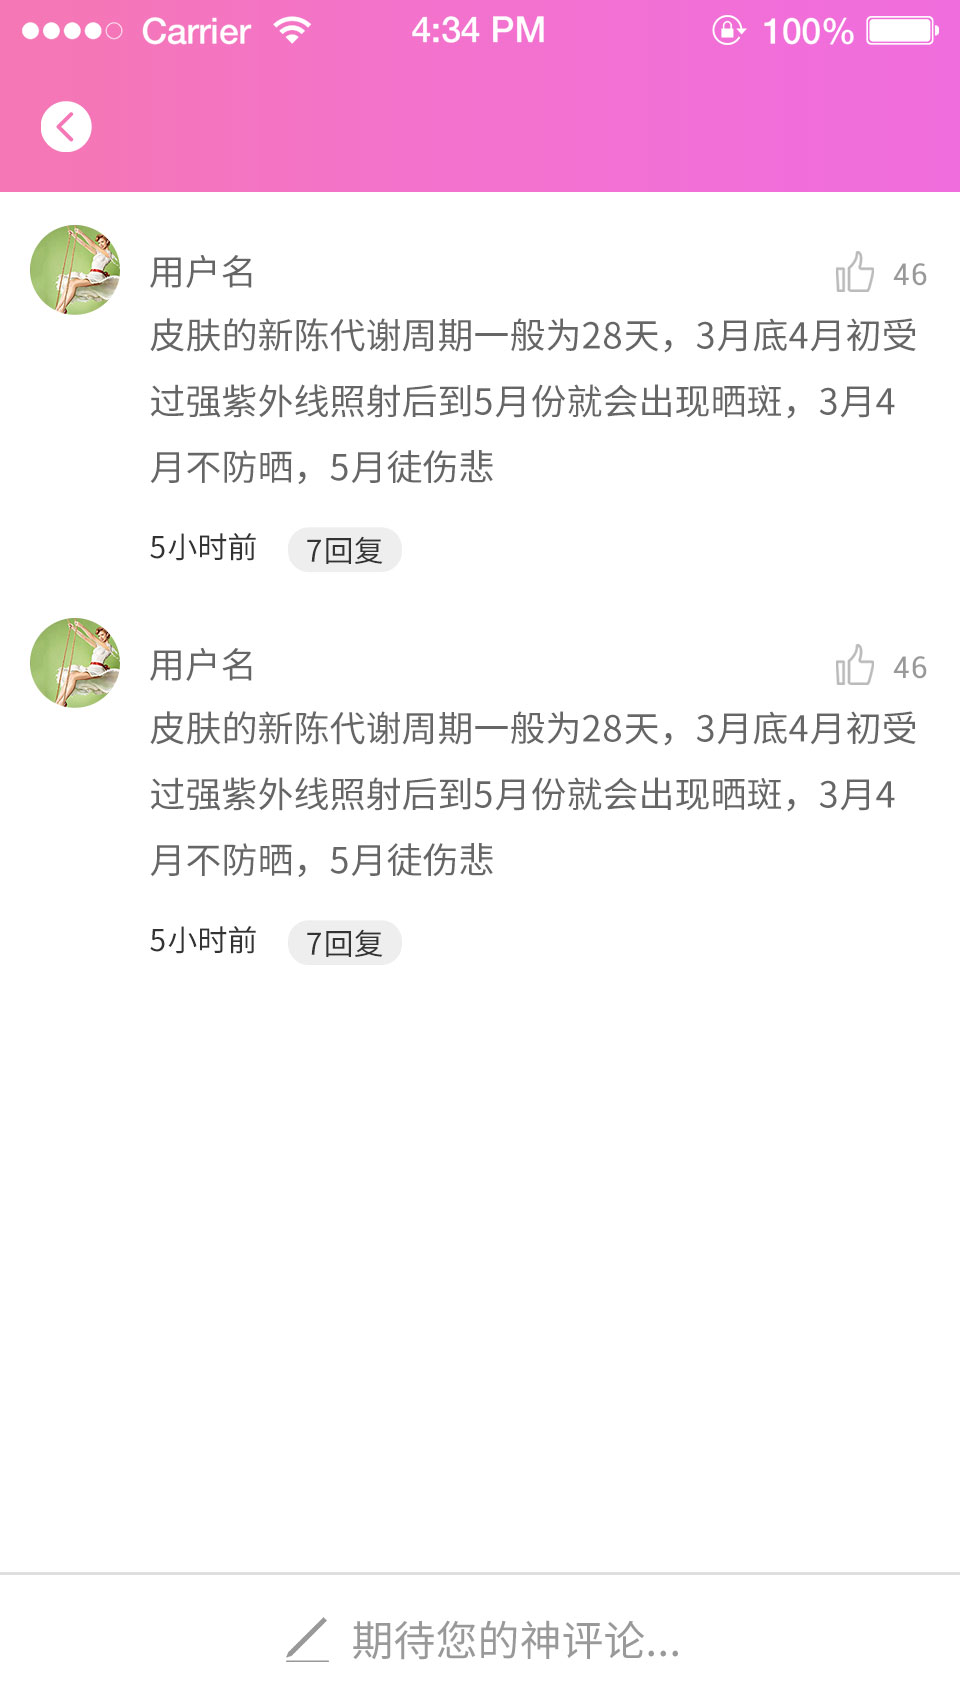 Carrier 4:34 PM 100%
用户名 46
皮肤的新陈代谢周期一般为28天，3月底4月初受
过强紫外线照射后到5月份就会出现晒斑，3月4
月不防晒，5月徒伤悲
5小时前 7回复
用户名 46
皮肤的新陈代谢周期一般为28天，3月底4月初受
过强紫外线照射后到5月份就会出现晒斑，3月4
月不防晒，5月徒伤悲
5小时前 7回复
期待您的神评论...